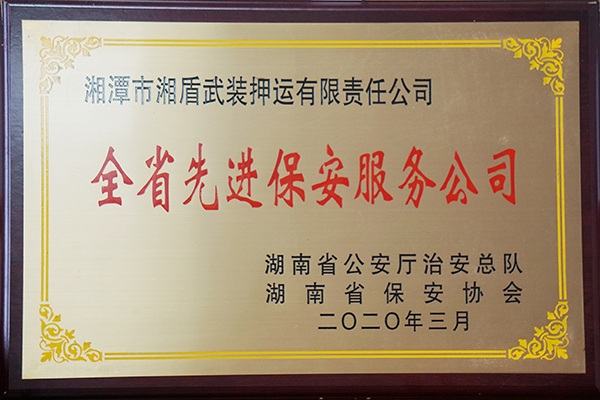 湘潭市湘盾武装押运有限责任公司
全省先进保安服务公司
湖南省公安厅治安总队
湖南省保安协会
二〇二〇年三月